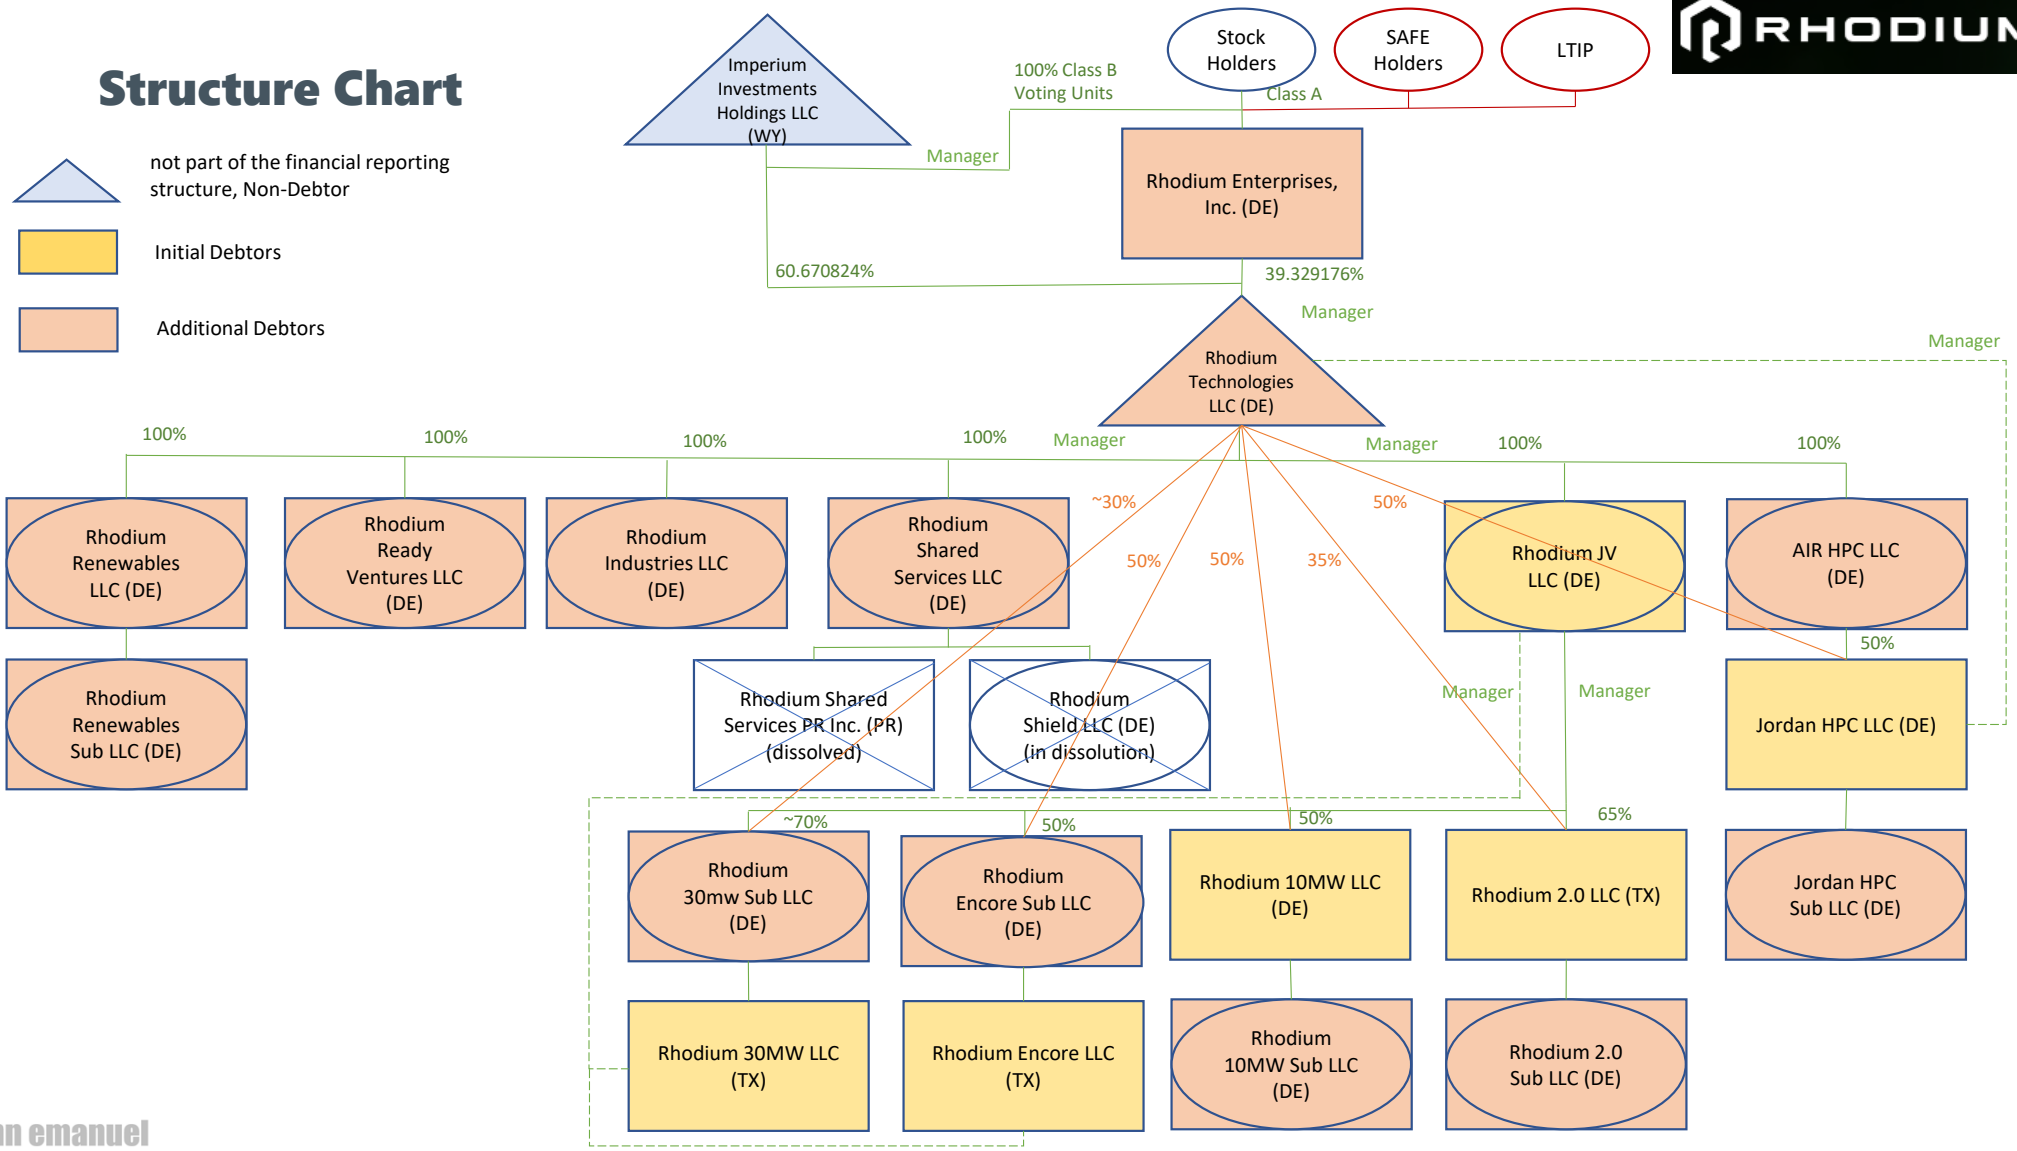 Structure Chart
not part of the financial reporting
structure, Non-Debtor
Initial Debtors
Additional Debtors
Imperium
Investments
Holdings LLC
(WY)
100% Class B
Voting Units
Manager
Stock
Holders
SAFE
Holders
LTIP
RHODIUM
Class A
Rhodium Enterprises,
Inc. (DE)
60.670824%
39.329176%
Manager
Rhodium
Technologies
LLC (DE)
Manager
100%
100%
100%
100%
Manager
Manager
100%
100%
Rhodium
Renewables
LLC (DE)
Rhodium
Ready
Ventures LLC
(DE)
Rhodium
Industries LLC
(DE)
Rhodium
Shared
Services LLC
(DE)
~30%
50%
50%
35%
50%
Rhodium JV
LLC (DE)
AIR HPC LLC
(DE)
50%
Rhodium
Renewables
Sub LLC (DE)
Rhodium Shared
Services PR Inc. (PR)
(dissolved)
Rhodium
Shield LLC (DE)
(in dissolution)
Manager
Manager
Jordan HPC LLC (DE)
~70%
50%
50%
65%
Rhodium
30mw Sub LLC
(DE)
Rhodium
Encore Sub LLC
(DE)
Rhodium 10MW LLC
(DE)
Rhodium 2.0 LLC (TX)
Jordan HPC
Sub LLC (DE)
Rhodium 30MW LLC
(TX)
Rhodium Encore LLC
(TX)
Rhodium
10MW Sub LLC
(DE)
Rhodium 2.0
Sub LLC (DE)
emanuel